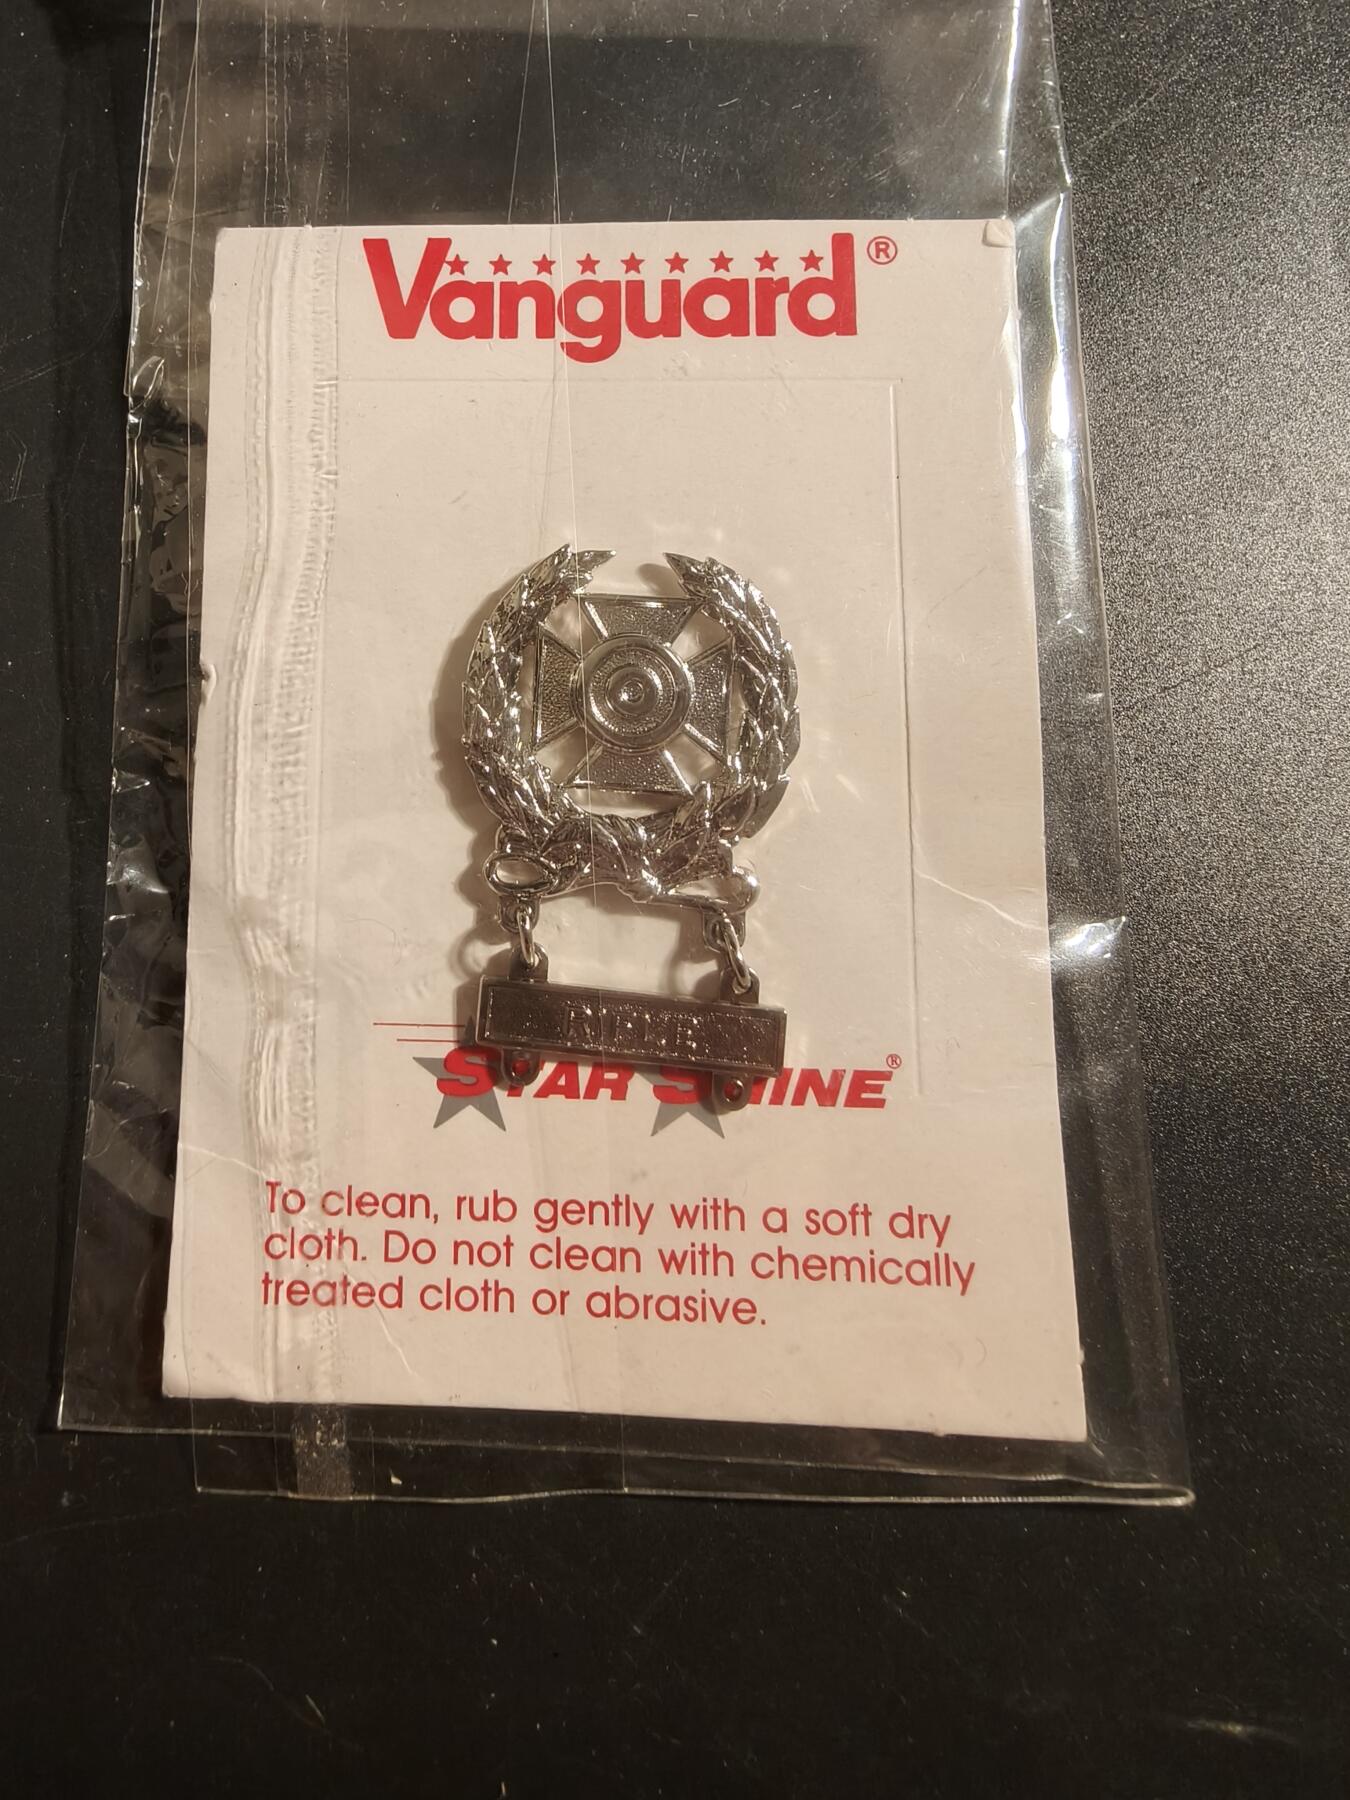 Vanguard®
RIFLE
STAR SHINE®
To clean, rub gently with a soft dry
cloth. Do not clean with chemically
treated cloth or abrasive.